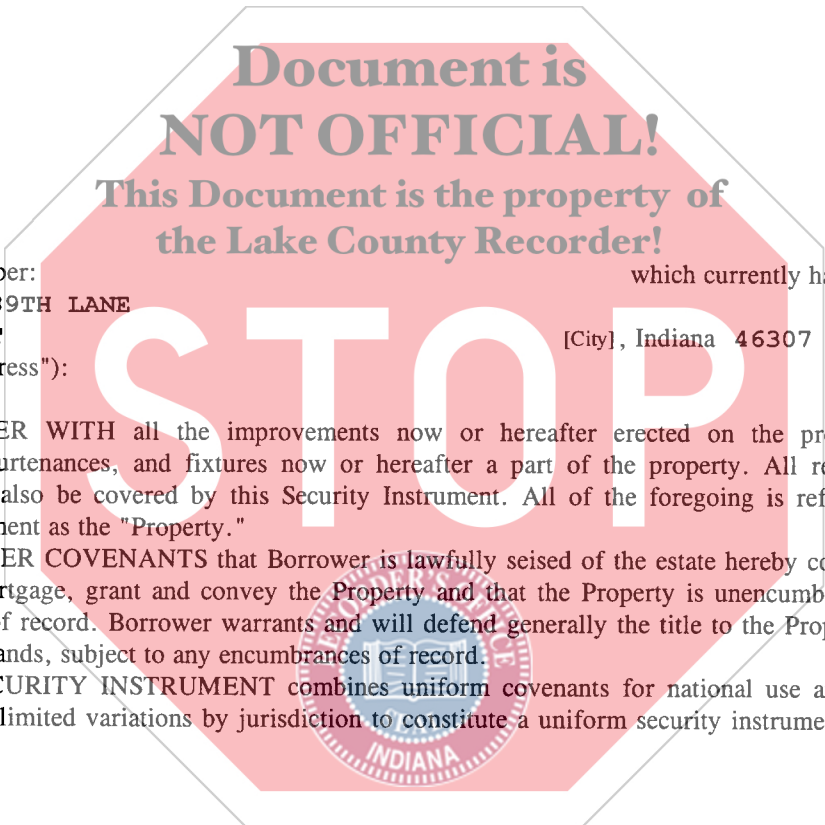 Document is
NOT OFFICIAL!
This Document is the property of
the Lake County Recorder!
ber: which currently ha
39TH LANE
[City], Indiana 46307
ress"):
STOP
ER WITH all the improvements now or hereafter erected on the pr
urtenances, and fixtures now or hereafter a part of the property. All re
also be covered by this Security Instrument. All of the foregoing is ref
nent as the "Property."
ER COVENANTS that Borrower is lawfully seised of the estate hereby co
rtgage, grant and convey the Property and that the Property is unencumb
of record. Borrower warrants and will defend generally the title to the Prop
ands, subject to any encumbrances of record.
CURITY INSTRUMENT combines uniform covenants for national use a
limited variations by jurisdiction to constitute a uniform security instrume
RECORDER'S OFFICE
SEAL
INDIANA